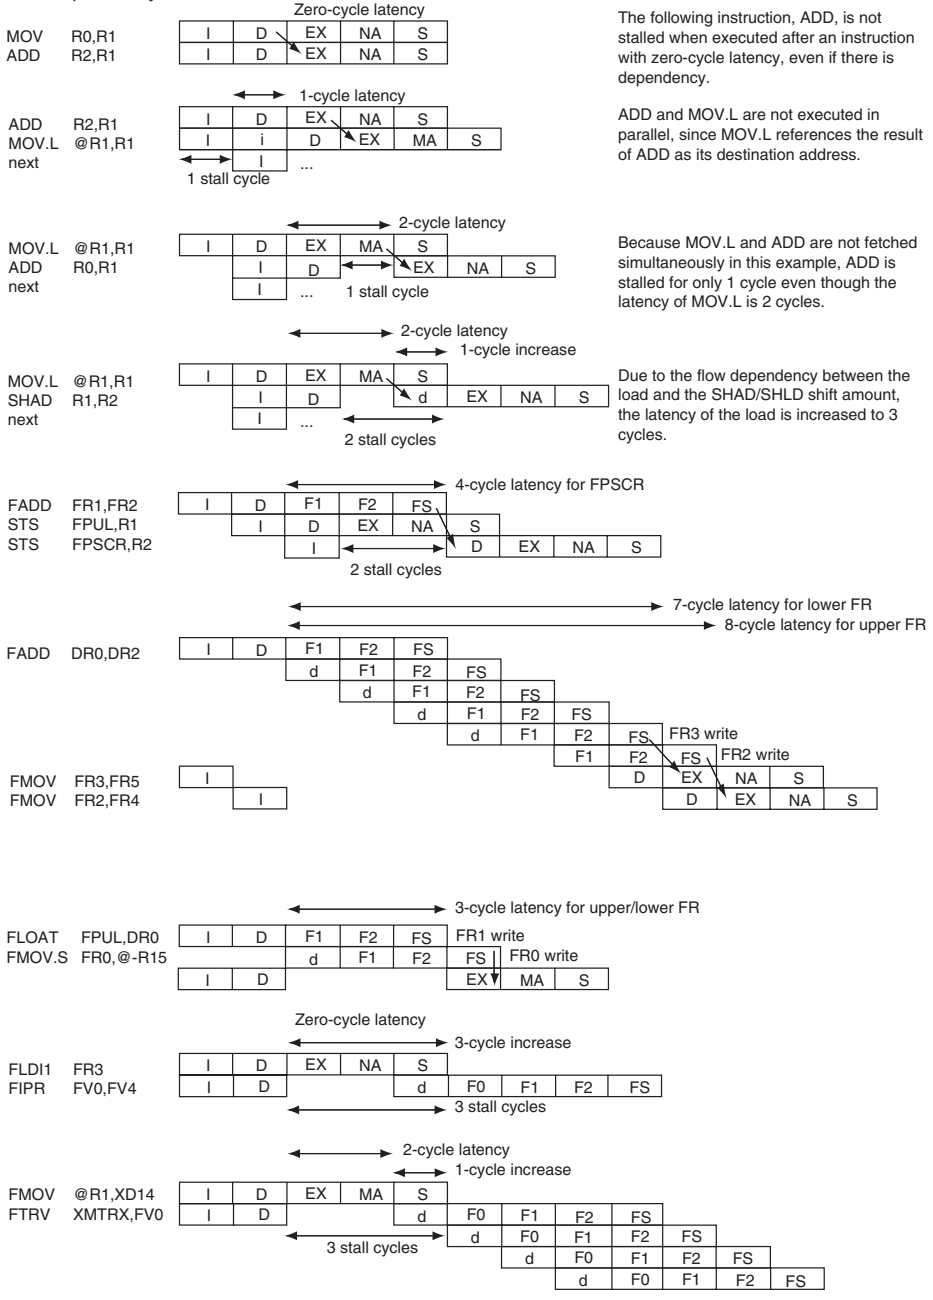 Zero-cycle latency
MOV R0,R1 I D EX NA S
ADD R2,R1 I D EX NA S
The following instruction, ADD, is not
stalled when executed after an instruction
with zero-cycle latency, even if there is
dependency.
1-cycle latency
ADD R2,R1 I D EX NA S
MOV.L @R1,R1 I i D EX MA S
next I ...
1 stall cycle
ADD and MOV.L are not executed in
parallel, since MOV.L references the result
of ADD as its destination address.
2-cycle latency
MOV.L @R1,R1 I D EX MA S
ADD R0,R1 I D EX NA S
next I ... 1 stall cycle
Because MOV.L and ADD are not fetched
simultaneously in this example, ADD is
stalled for only 1 cycle even though the
latency of MOV.L is 2 cycles.
2-cycle latency
1-cycle increase
MOV.L @R1,R1 I D EX MA S
SHAD R1,R2 I D d EX NA S
next I ...
2 stall cycles
Due to the flow dependency between the
load and the SHAD/SHLD shift amount,
the latency of the load is increased to 3
cycles.
4-cycle latency for FPSCR
FADD FR1,FR2 I D F1 F2 FS
STS FPUL,R1 I D EX NA S
STS FPSCR,R2 I D EX NA S
2 stall cycles
7-cycle latency for lower FR
8-cycle latency for upper FR
FADD DR0,DR2 I D F1 F2 FS
d F1 F2 FS
d F1 F2 FS
d F1 F2 FS
d F1 F2 FS FR3 write
F1 F2 FS FR2 write
FMOV FR3,FR5 I D EX NA S
FMOV FR2,FR4 I D EX NA S
3-cycle latency for upper/lower FR
FLOAT FPUL,DR0 I D F1 F2 FS FR1 write
FMOV.S FR0,@-R15 d F1 F2 FS FR0 write
I D EX MA S
Zero-cycle latency
3-cycle increase
FLDI1 FR3 I D EX NA S
FIPR FV0,FV4 I D d F0 F1 F2 FS
3 stall cycles
2-cycle latency
1-cycle increase
FMOV @R1,XD14 I D EX MA S
FTRV XMTRX,FV0 I D d F0 F1 F2 FS
3 stall cycles d F0 F1 F2 FS
d F0 F1 F2 FS
d F0 F1 F2 FS